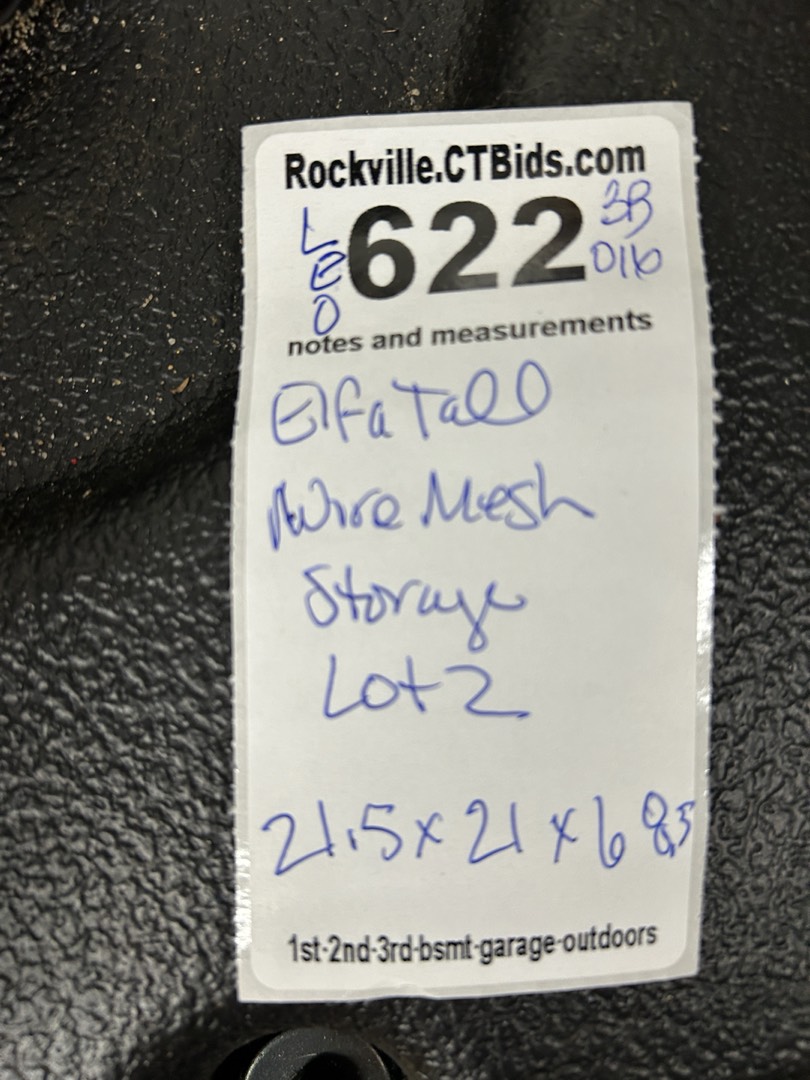 Rockville.CTBids.com
LEO 622 3B
016
notes and measurements
Elfa Tall
Wire Mesh
Storage
Lot 2
21.5 x 21 x 68.5
1st-2nd-3rd-bsmt-garage-outdoors